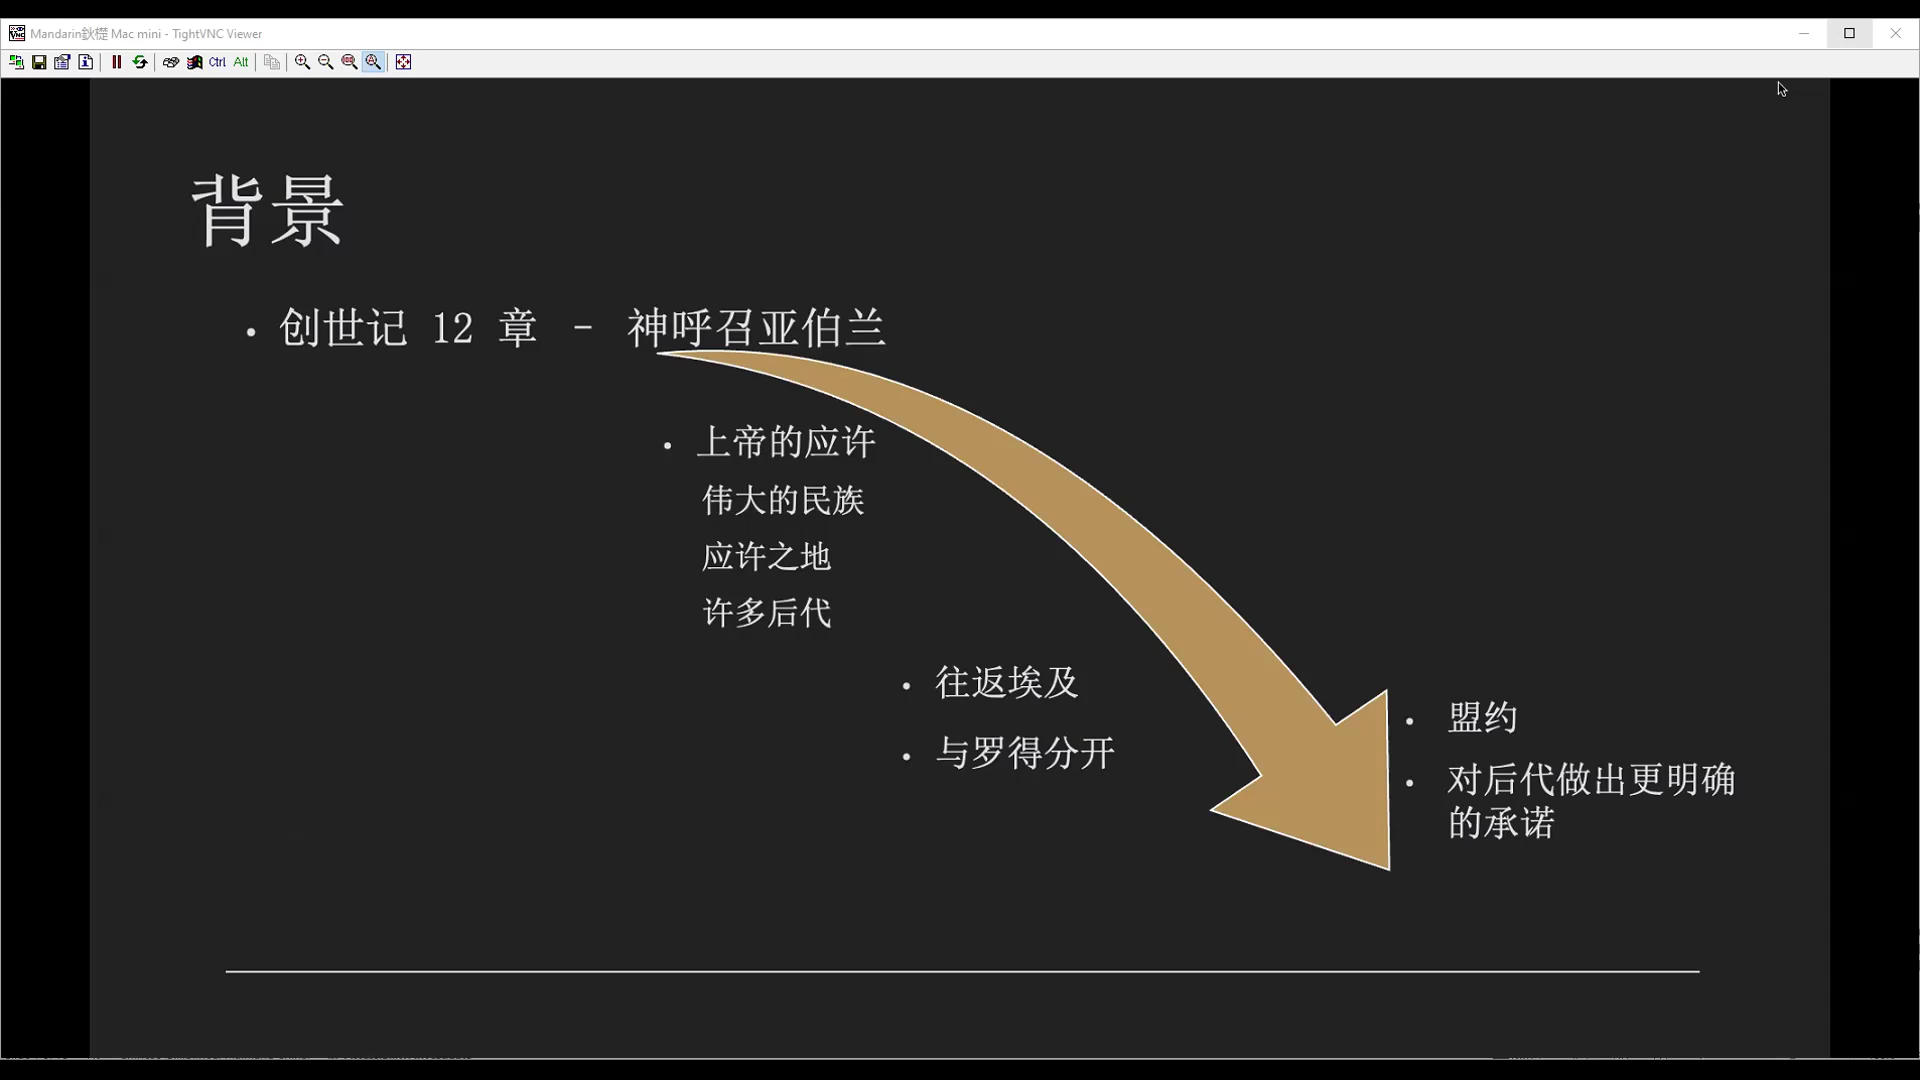 Mandarin鈥檚 Mac mini - TightVNC Viewer
Ctrl Alt
背景
• 创世记 12 章 – 神呼召亚伯兰
• 上帝的应许
伟大的民族
应许之地
许多后代
• 往返埃及
• 与罗得分开
• 盟约
• 对后代做出更明确
的承诺